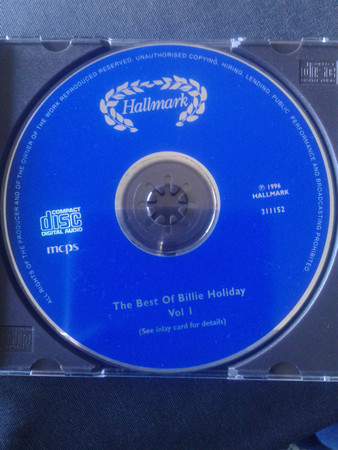 ALL RIGHTS OF THE PRODUCER AND OF THE OWNER OF THE WORK REPRODUCED RESERVED. UNAUTHORISED COPYING, HIRING, LENDING, PUBLIC PERFORMANCE AND BROADCASTING PROHIBITED
Hallmark
℗ 1996
HALLMARK
311152
COMPACT
disc
DIGITAL AUDIO
mcps
The Best Of Billie Holiday
Vol 1
(See inlay card for details)